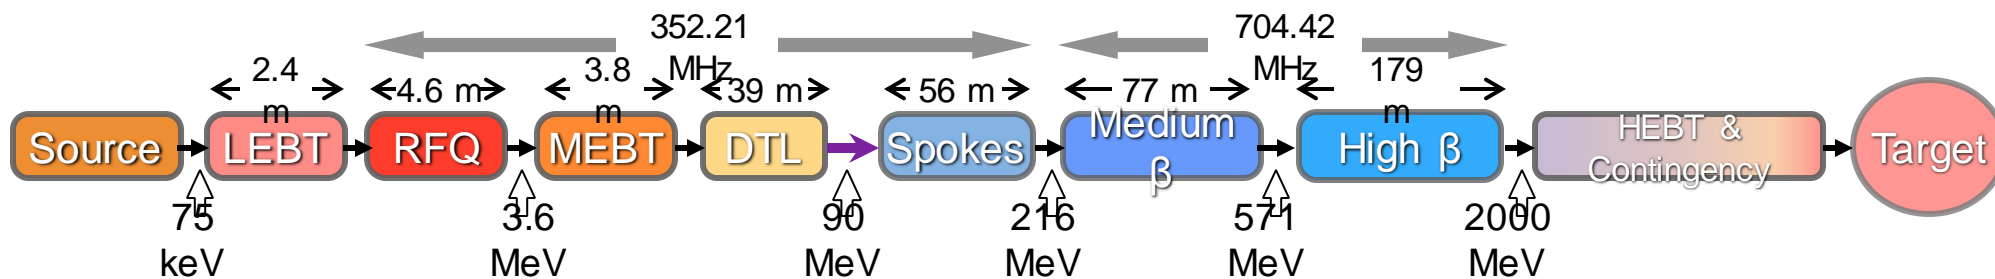 352.21
MHz
704.42
MHz
2.4
m
4.6 m
3.8
m
39 m
56 m
77 m
179
m
Source
LEBT
RFQ
MEBT
DTL
Spokes
Medium
β
High β
HEBT &
Contingency
Target
75
keV
3.6
MeV
90
MeV
216
MeV
571
MeV
2000
MeV